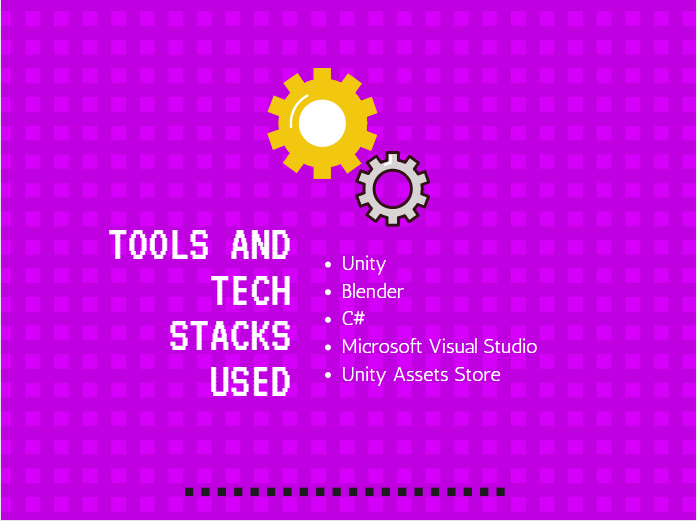 TOOLS AND
TECH
STACKS
USED
Unity
Blender
C#
Microsoft Visual Studio
Unity Assets Store